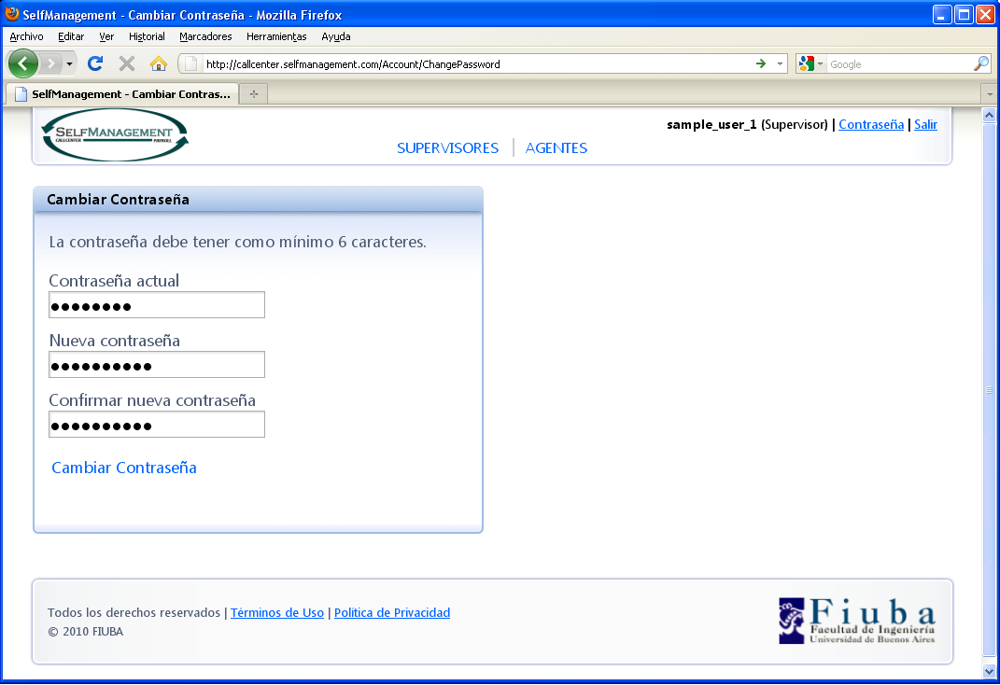 SelfManagement - Cambiar Contraseña - Mozilla Firefox
Archivo Editar Ver Historial Marcadores Herramientas Ayuda
http://callcenter.selfmanagement.com/Account/ChangePassword Google
SelfManagement - Cambiar Contras...
SELFMANAGEMENT
CALLCENTER PAYROLL
sample_user_1 (Supervisor) | Contraseña | Salir
SUPERVISORES AGENTES
Cambiar Contraseña
La contraseña debe tener como mínimo 6 caracteres.
Contraseña actual
●●●●●●●●
Nueva contraseña
●●●●●●●●●●
Confirmar nueva contraseña
●●●●●●●●●●
Cambiar Contraseña
Todos los derechos reservados | Términos de Uso | Política de Privacidad
© 2010 FIUBA
Fiuba
Facultad de Ingeniería
Universidad de Buenos Aires